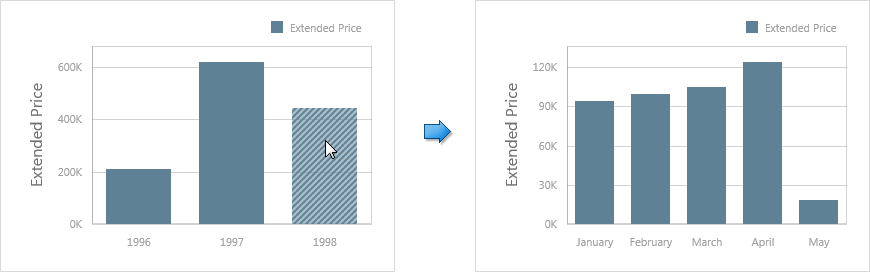 Extended Price
600K
400K
200K
0K
Extended Price
1996 1997 1998
Extended Price
120K
90K
60K
30K
0K
Extended Price
January February March April May